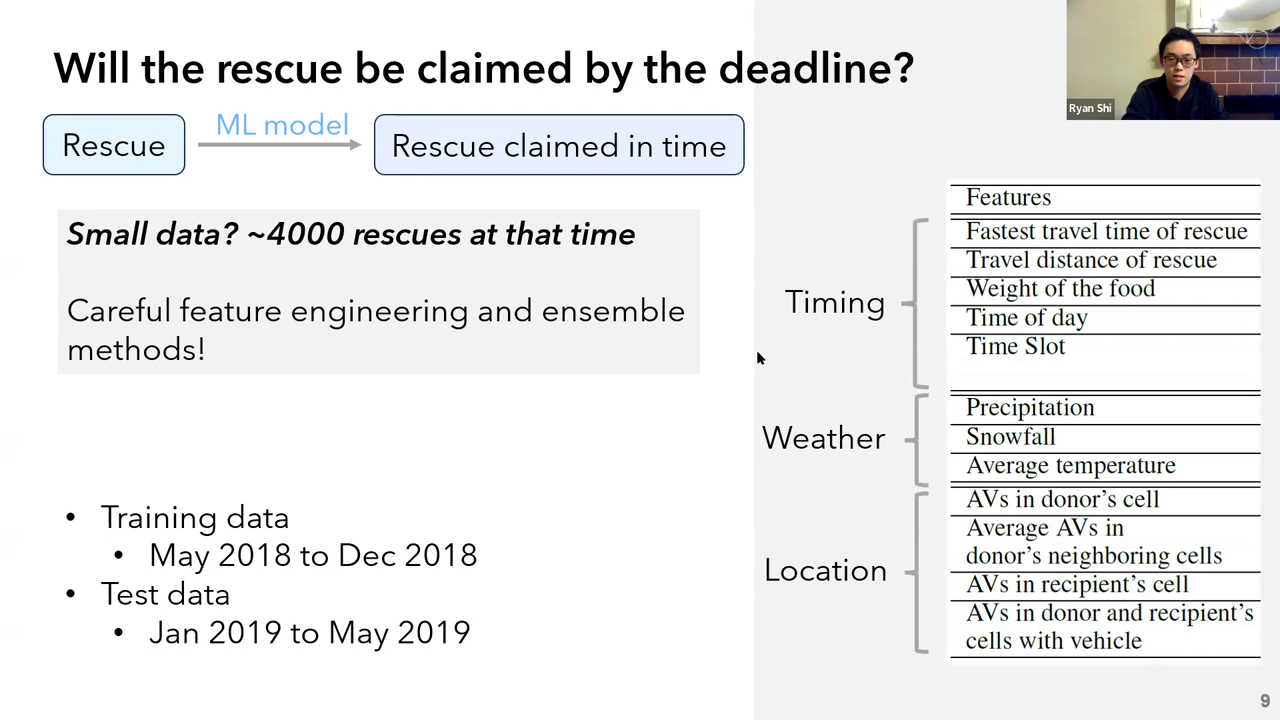 Will the rescue be claimed by the deadline?
Rescue
ML model
Rescue claimed in time
Small data? ~4000 rescues at that time
Careful feature engineering and ensemble
methods!
• Training data
• May 2018 to Dec 2018
• Test data
• Jan 2019 to May 2019
Ryan Shi
Features
Timing
Fastest travel time of rescue
Travel distance of rescue
Weight of the food
Time of day
Time Slot
Weather
Precipitation
Snowfall
Average temperature
Location
AVs in donor's cell
Average AVs in
donor's neighboring cells
AVs in recipient's cell
AVs in donor and recipient's
cells with vehicle
9